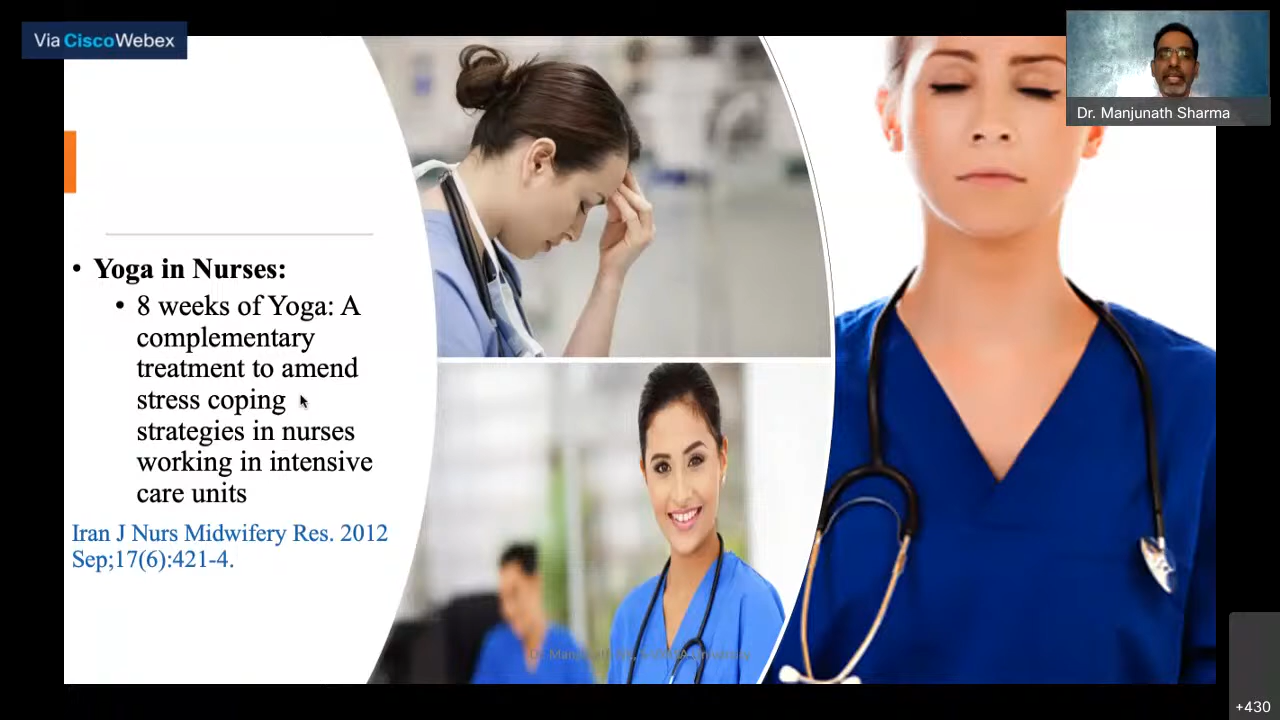 Via CiscoWebex
Dr. Manjunath Sharma
• Yoga in Nurses:
• 8 weeks of Yoga: A
complementary
treatment to amend
stress coping
strategies in nurses
working in intensive
care units
Iran J Nurs Midwifery Res. 2012
Sep;17(6):421-4.
+430